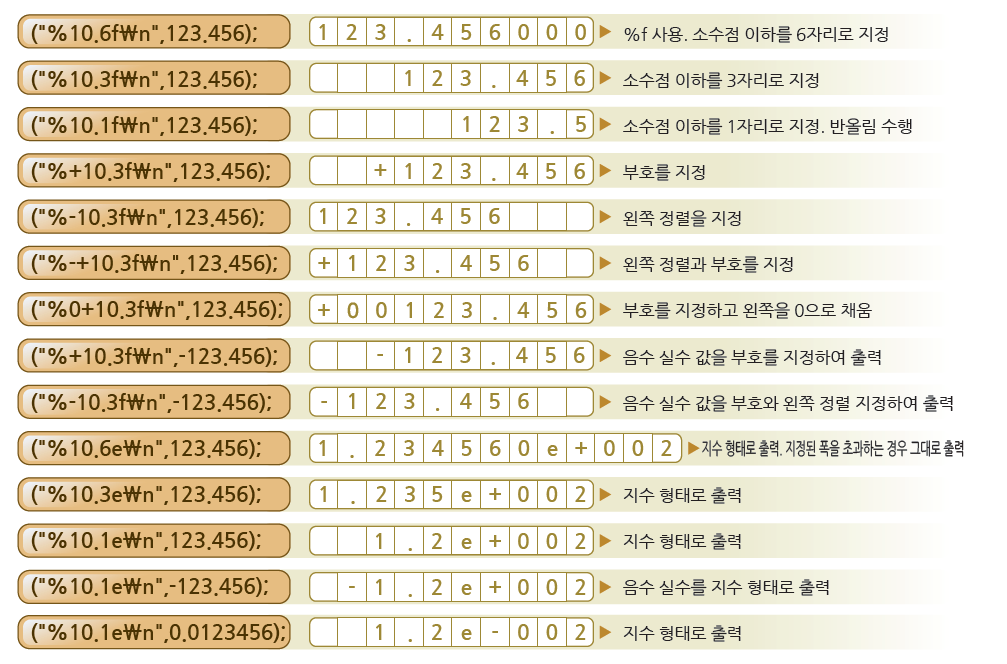 ("%10.6f₩n",123.456); 1 2 3 . 4 5 6 0 0 0 ▶ %f 사용. 소수점 이하를 6자리로 지정
("%10.3f₩n",123.456); 1 2 3 . 4 5 6 ▶ 소수점 이하를 3자리로 지정
("%10.1f₩n",123.456); 1 2 3 . 5 ▶ 소수점 이하를 1자리로 지정. 반올림 수행
("%+10.3f₩n",123.456); + 1 2 3 . 4 5 6 ▶ 부호를 지정
("%-10.3f₩n",123.456); 1 2 3 . 4 5 6 ▶ 왼쪽 정렬을 지정
("%-+10.3f₩n",123.456); + 1 2 3 . 4 5 6 ▶ 왼쪽 정렬과 부호를 지정
("%0+10.3f₩n",123.456); + 0 0 1 2 3 . 4 5 6 ▶ 부호를 지정하고 왼쪽을 0으로 채움
("%+10.3f₩n",-123.456); - 1 2 3 . 4 5 6 ▶ 음수 실수 값을 부호를 지정하여 출력
("%-10.3f₩n",-123.456); - 1 2 3 . 4 5 6 ▶ 음수 실수 값을 부호와 왼쪽 정렬 지정하여 출력
("%10.6e₩n",123.456); 1 . 2 3 4 5 6 0 e + 0 0 2 ▶ 지수 형태로 출력. 지정된 폭을 초과하는 경우 그대로 출력
("%10.3e₩n",123.456); 1 . 2 3 5 e + 0 0 2 ▶ 지수 형태로 출력
("%10.1e₩n",123.456); 1 . 2 e + 0 0 2 ▶ 지수 형태로 출력
("%10.1e₩n",-123.456); - 1 . 2 e + 0 0 2 ▶ 음수 실수를 지수 형태로 출력
("%10.1e₩n",0.0123456); 1 . 2 e - 0 0 2 ▶ 지수 형태로 출력